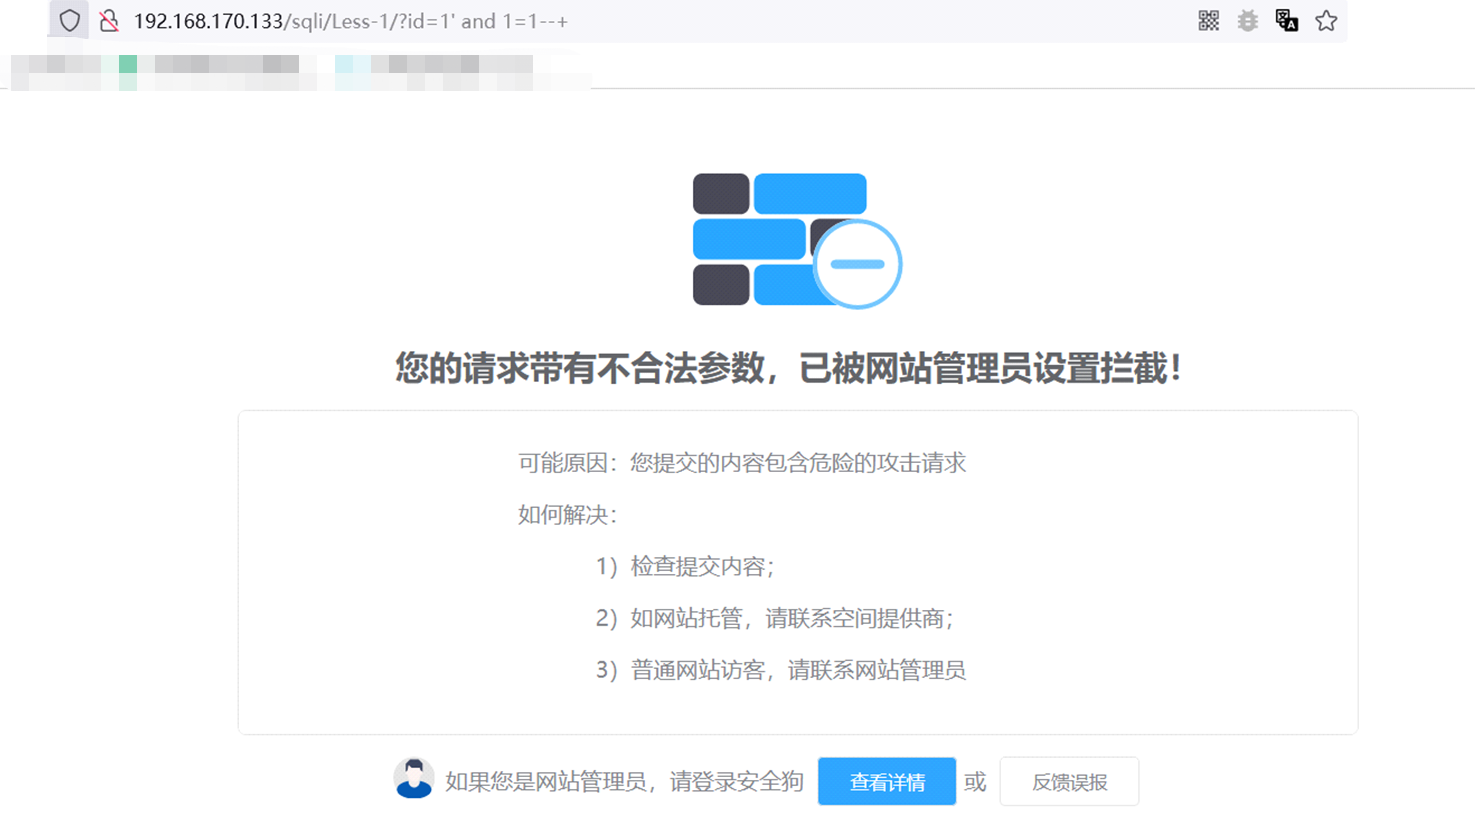 192.168.170.133/sqli/Less-1/?id=1' and 1=1--+
您的请求带有不合法参数，已被网站管理员设置拦截！
可能原因：您提交的内容包含危险的攻击请求
如何解决：
1）检查提交内容；
2）如网站托管，请联系空间提供商；
3）普通网站访客，请联系网站管理员
如果您是网站管理员，请登录安全狗 查看详情 或 反馈误报